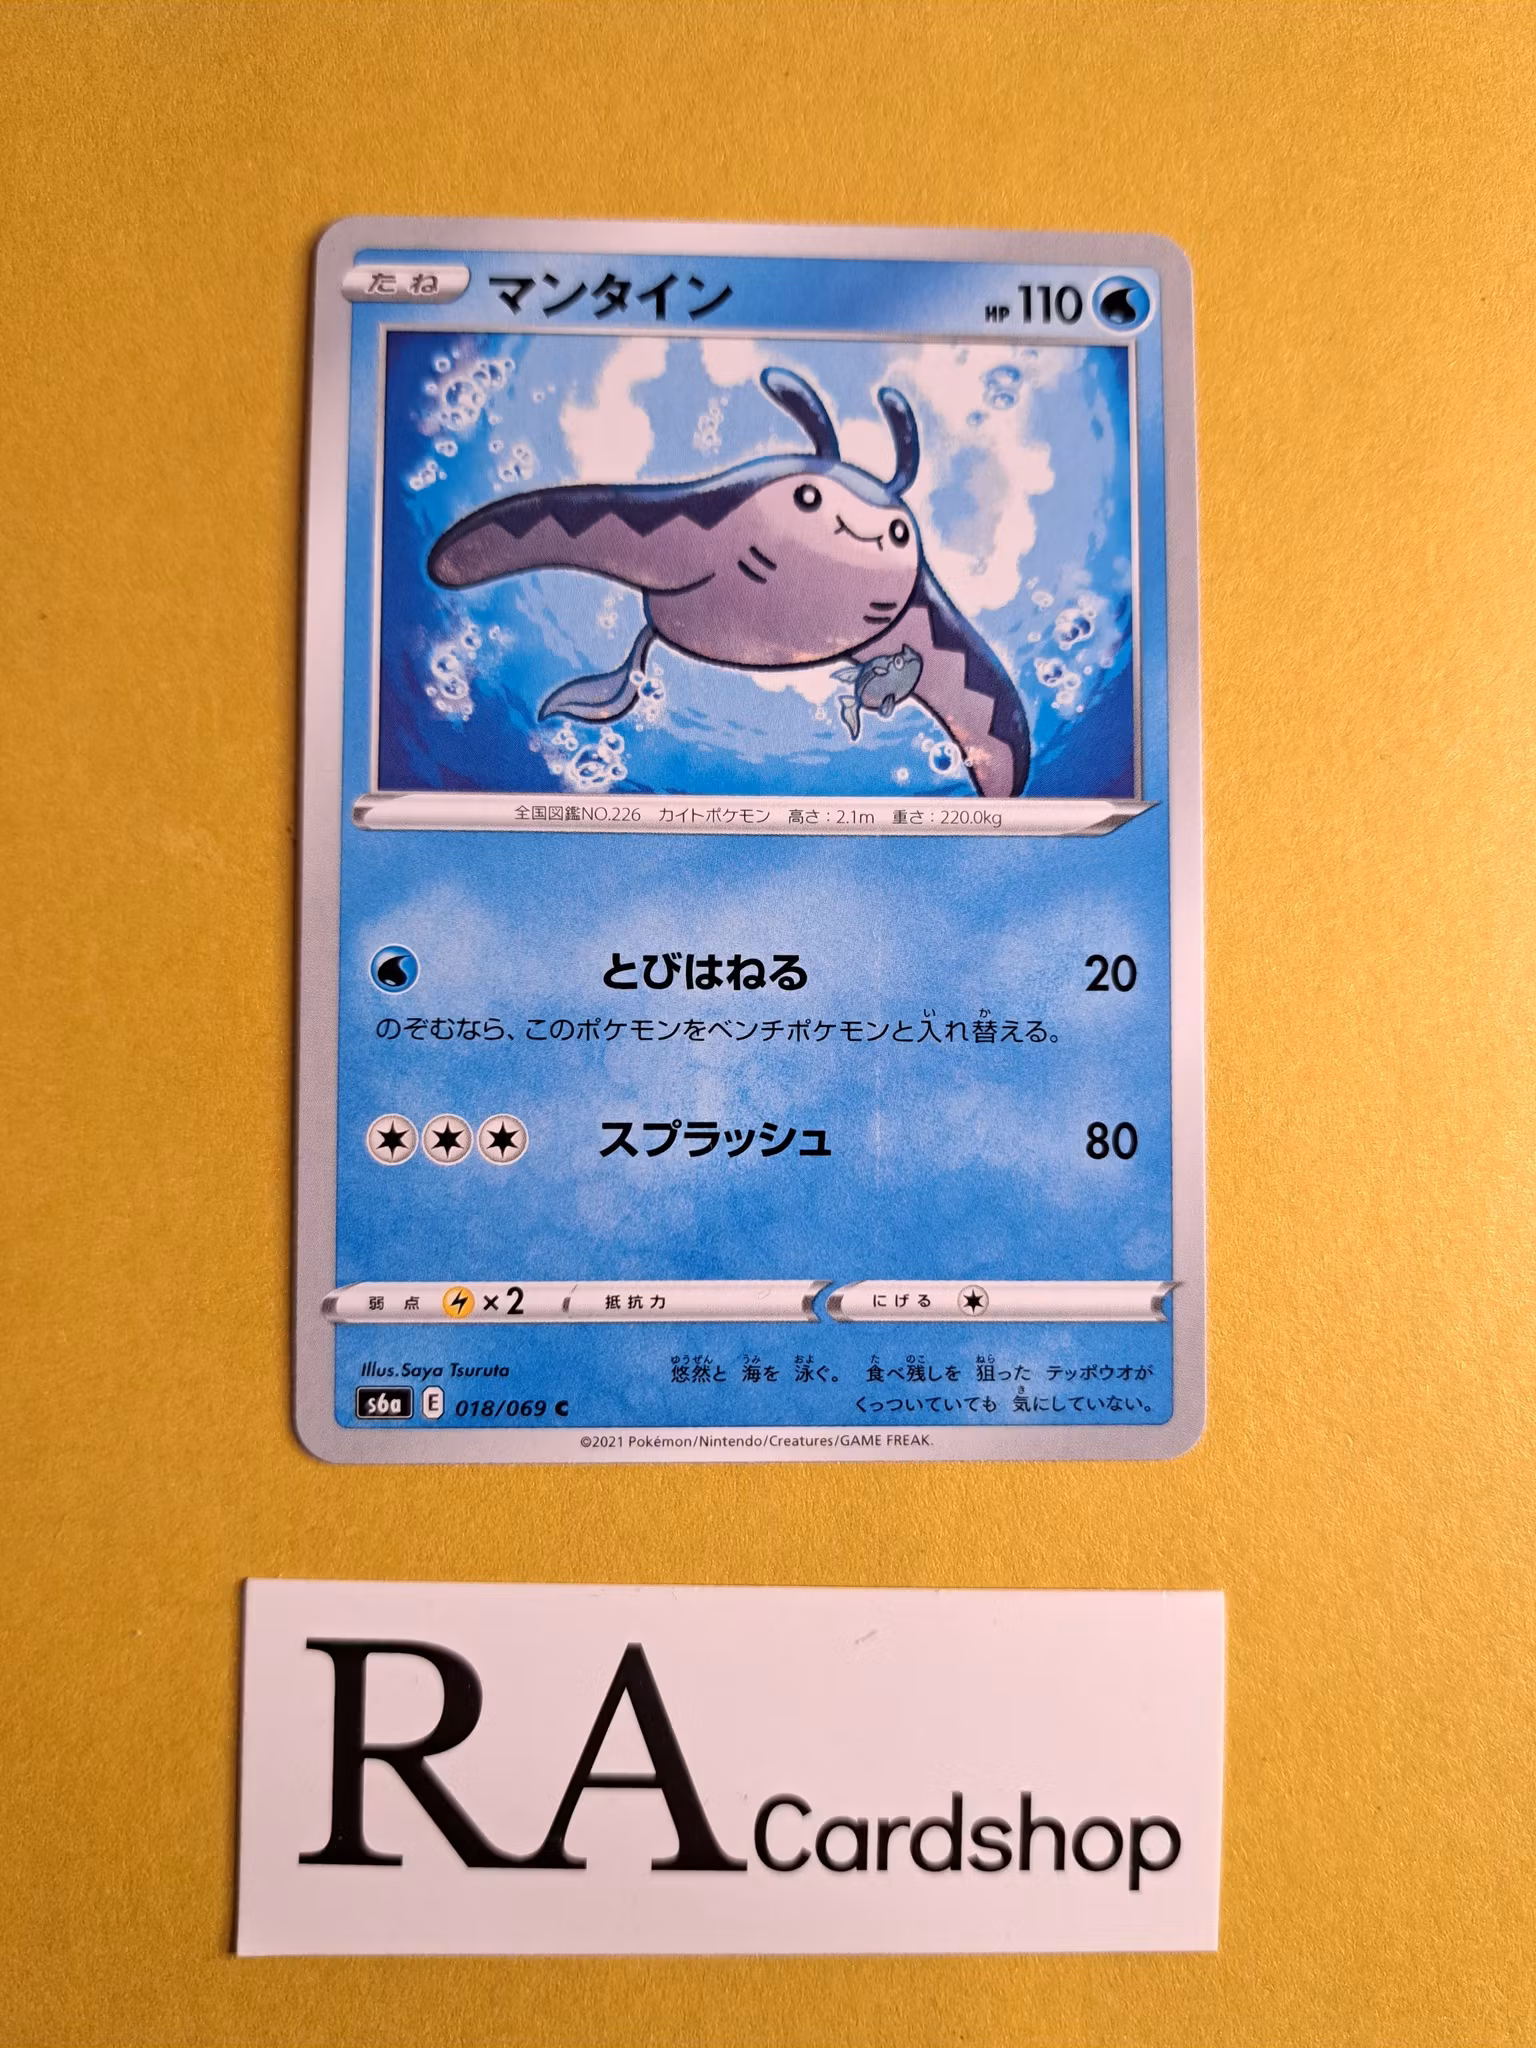 たね マンタイン HP 110
全国図鑑NO.226 カイトポケモン 高さ：2.1m 重さ：220.0kg
とびはねる 20
のぞむなら、このポケモンをベンチポケモンと入れ替える。
スプラッシュ 80
弱点 ×2 抵抗力 にげる
Illus.Saya Tsuruta
悠然と 海を 泳ぐ。 食べ残しを 狙った テッポウオが
くっついていても 気にしていない。
s6a E 018/069 C
©2021 Pokémon/Nintendo/Creatures/GAME FREAK.
RA Cardshop